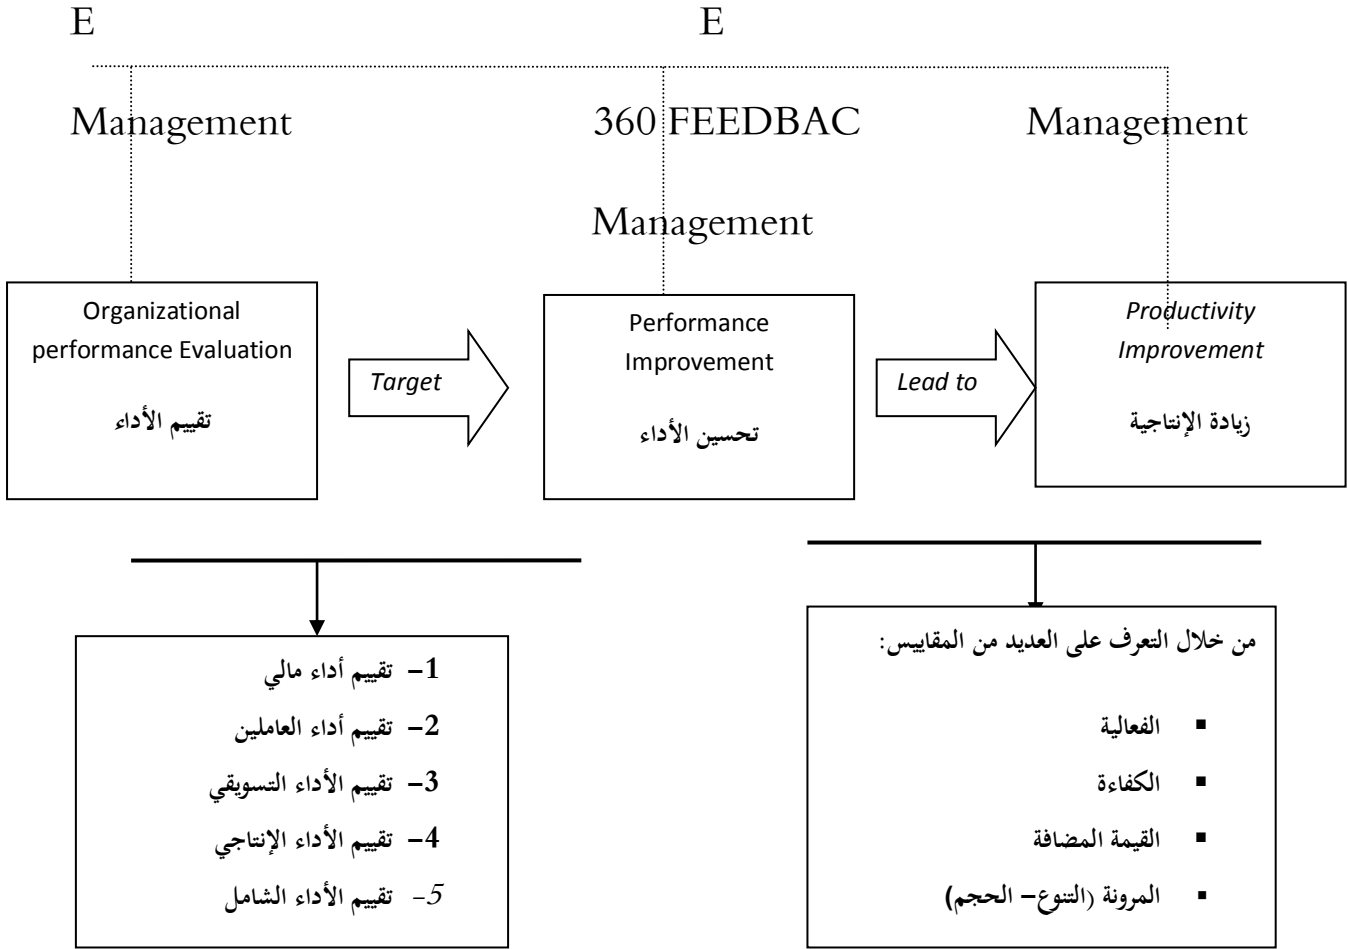 E
E
Management
360 FEEDBAC
Management
Management
Organizational
performance Evaluation
تقييم الأداء
Target
Performance
Improvement
تحسين الأداء
Lead to
Productivity
Improvement
زيادة الإنتاجية
1– تقييم أداء مالي
2– تقييم أداء العاملين
3– تقييم الأداء التسويقي
4– تقييم الأداء الإنتاجي
5- تقييم الأداء الشامل
من خلال التعرف على العديد من المقاييس:
▪ الفعالية
▪ الكفاءة
▪ القيمة المضافة
▪ المرونة (التنوع– الحجم)